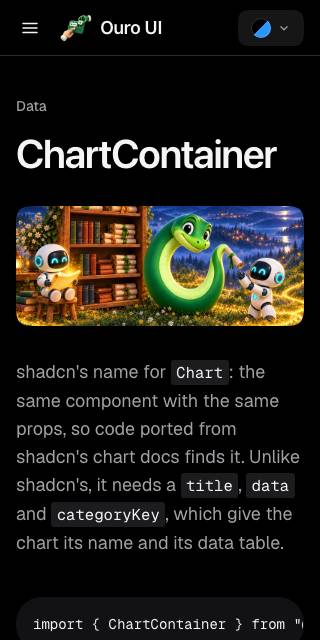 Ouro UI
Data
ChartContainer
shadcn's name for Chart: the
same component with the same
props, so code ported from
shadcn's chart docs finds it. Unlike
shadcn's, it needs a title, data
and categoryKey, which give the
chart its name and its data table.
import { ChartContainer } from "